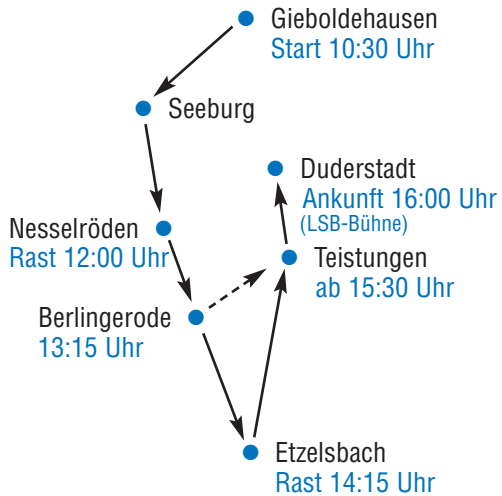 Gieboldehausen
Start 10:30 Uhr
Seeburg
Duderstadt
Ankunft 16:00 Uhr
(LSB-Bühne)
Nesselröden
Rast 12:00 Uhr
Teistungen
ab 15:30 Uhr
Berlingerode
13:15 Uhr
Etzelsbach
Rast 14:15 Uhr